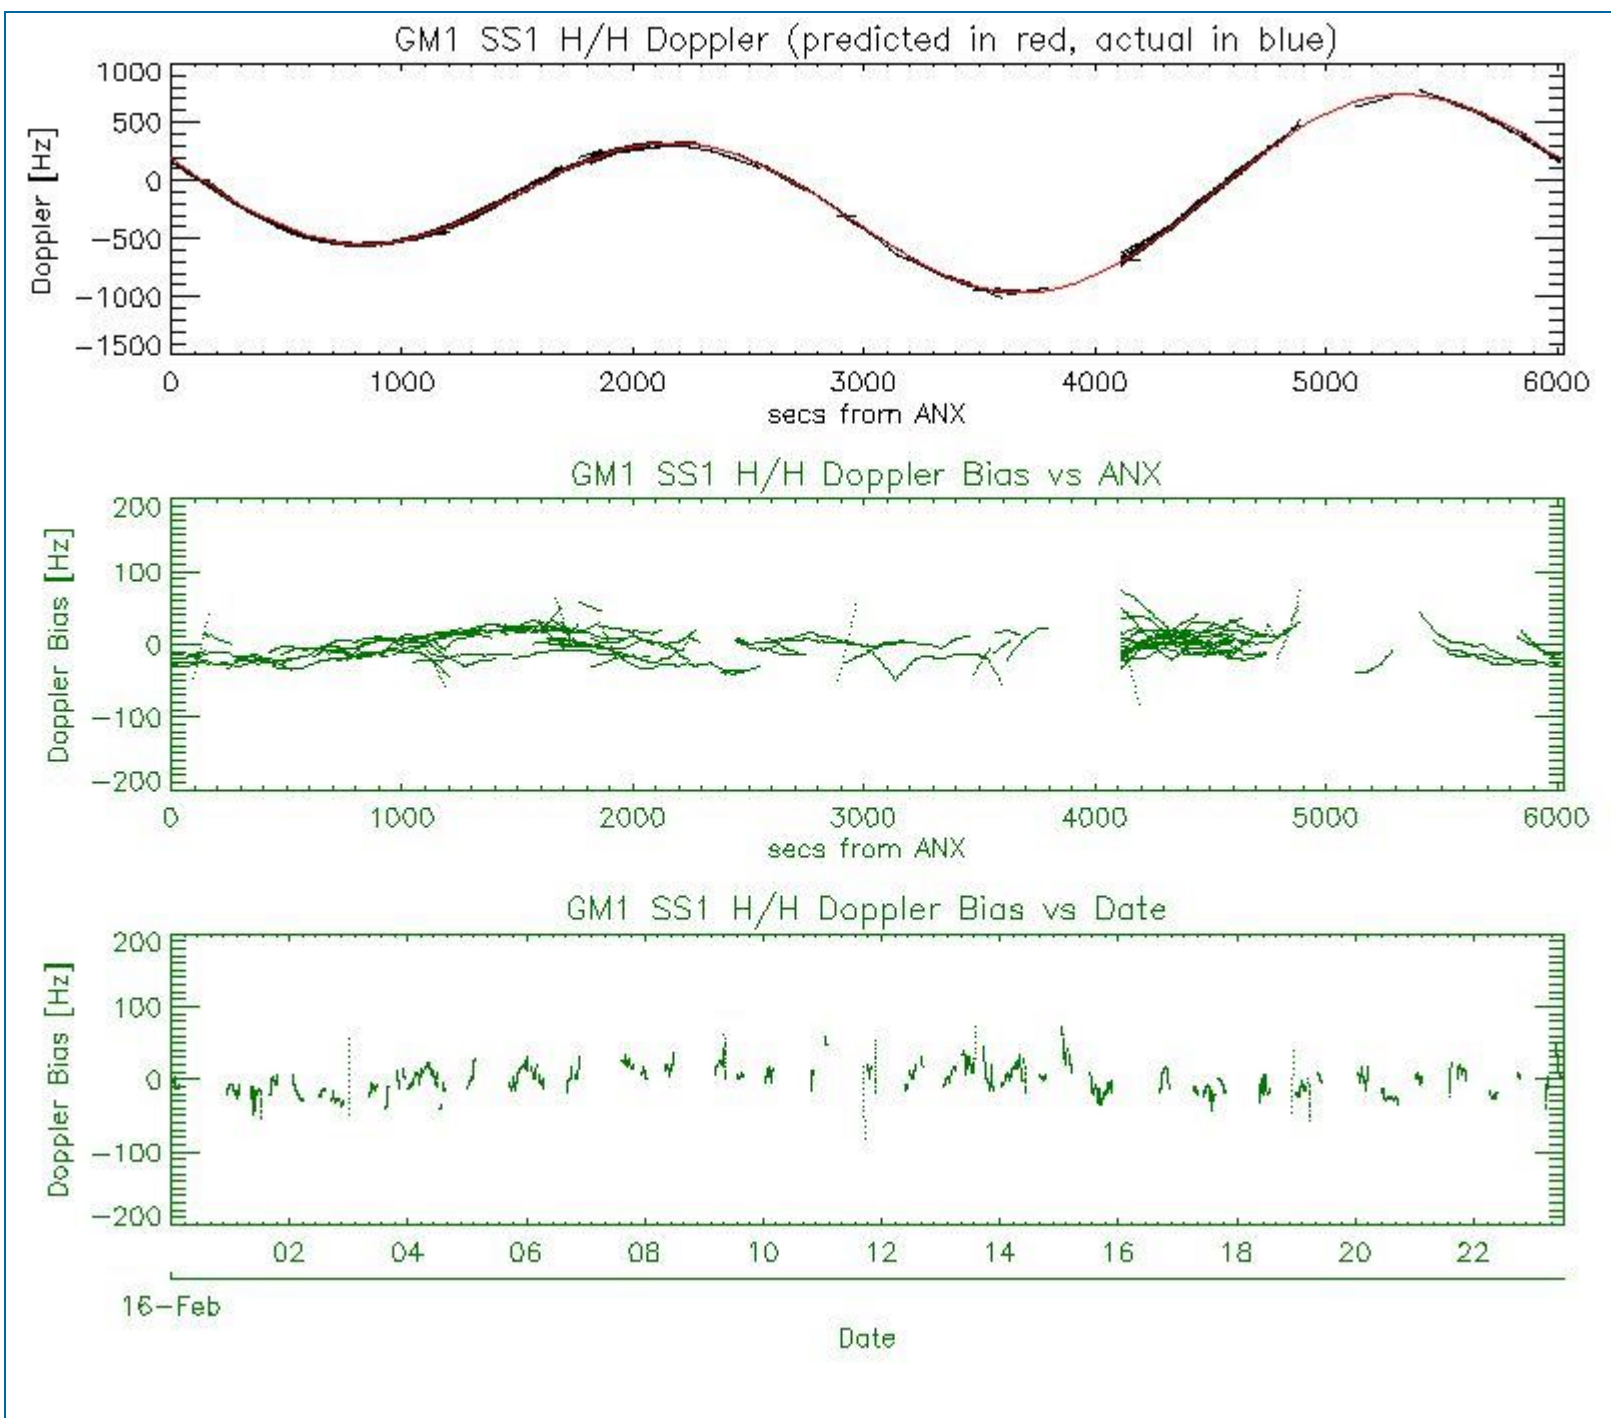 GM1 SS1 H/H Doppler (predicted in red, actual in blue)
Doppler [Hz]
1000
500
0
−500
−1000
−1500
0 1000 2000 3000 4000 5000 6000
secs from ANX
GM1 SS1 H/H Doppler Bias vs ANX
Doppler Bias [Hz]
200
100
0
−100
−200
0 1000 2000 3000 4000 5000 6000
secs from ANX
GM1 SS1 H/H Doppler Bias vs Date
Doppler Bias [Hz]
200
100
0
−100
−200
02 04 06 08 10 12 14 16 18 20 22
16−Feb
Date